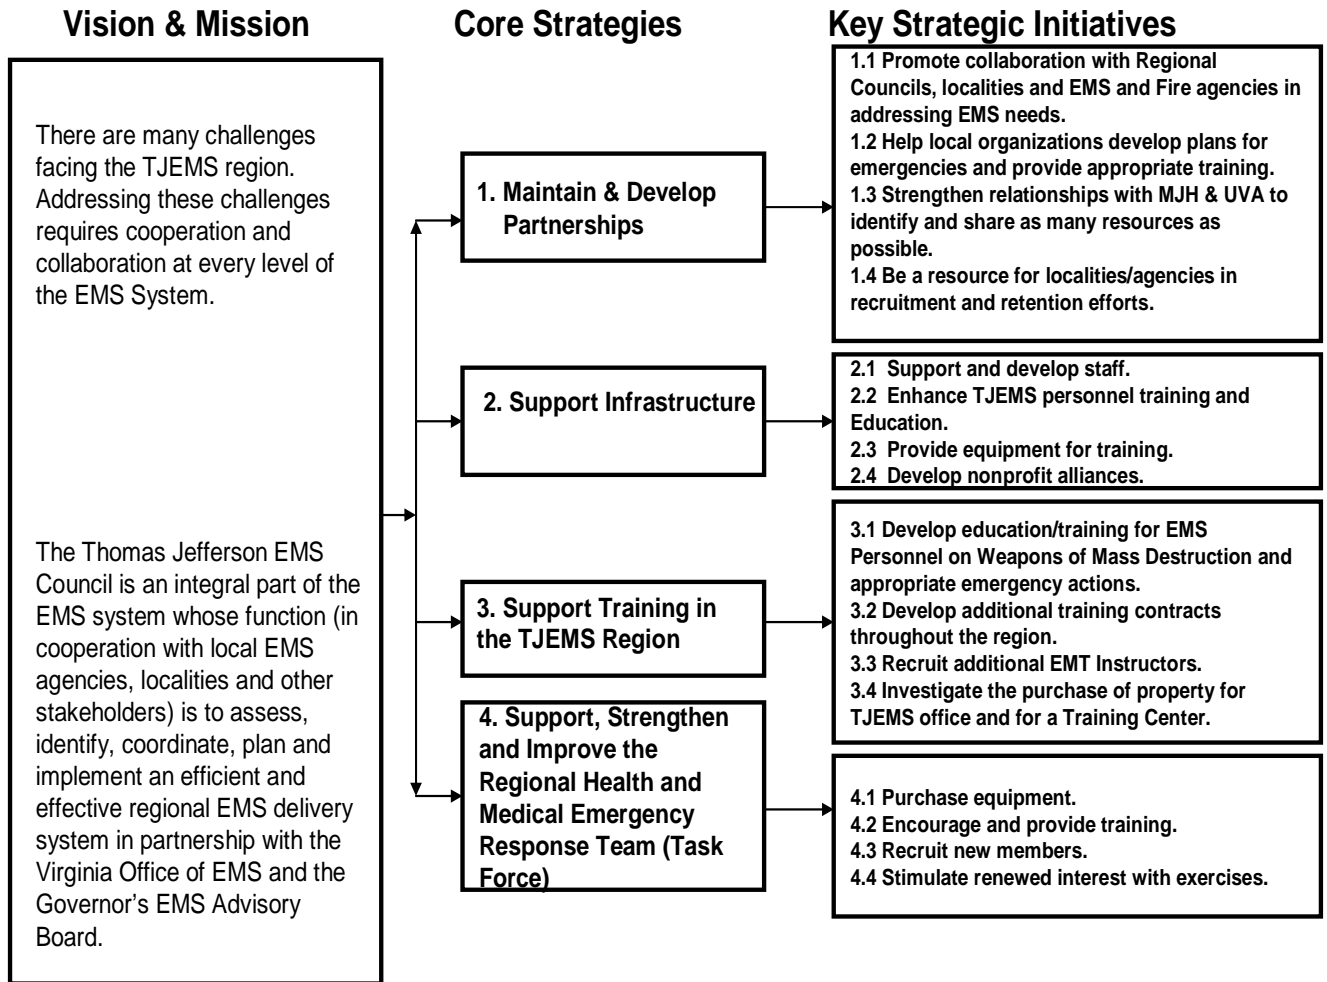 Vision & Mission
Core Strategies
Key Strategic Initiatives
There are many challenges
facing the TJEMS region.
Addressing these challenges
requires cooperation and
collaboration at every level of
the EMS System.
The Thomas Jefferson EMS
Council is an integral part of the
EMS system whose function (in
cooperation with local EMS
agencies, localities and other
stakeholders) is to assess,
identify, coordinate, plan and
implement an efficient and
effective regional EMS delivery
system in partnership with the
Virginia Office of EMS and the
Governor's EMS Advisory
Board.
1. Maintain & Develop
Partnerships
1.1 Promote collaboration with Regional
Councils, localities and EMS and Fire agencies in
addressing EMS needs.
1.2 Help local organizations develop plans for
emergencies and provide appropriate training.
1.3 Strengthen relationships with MJH & UVA to
identify and share as many resources as
possible.
1.4 Be a resource for localities/agencies in
recruitment and retention efforts.
2. Support Infrastructure
2.1 Support and develop staff.
2.2 Enhance TJEMS personnel training and
Education.
2.3 Provide equipment for training.
2.4 Develop nonprofit alliances.
3. Support Training in
the TJEMS Region
3.1 Develop education/training for EMS
Personnel on Weapons of Mass Destruction and
appropriate emergency actions.
3.2 Develop additional training contracts
throughout the region.
3.3 Recruit additional EMT Instructors.
3.4 Investigate the purchase of property for
TJEMS office and for a Training Center.
4. Support, Strengthen
and Improve the
Regional Health and
Medical Emergency
Response Team (Task
Force)
4.1 Purchase equipment.
4.2 Encourage and provide training.
4.3 Recruit new members.
4.4 Stimulate renewed interest with exercises.